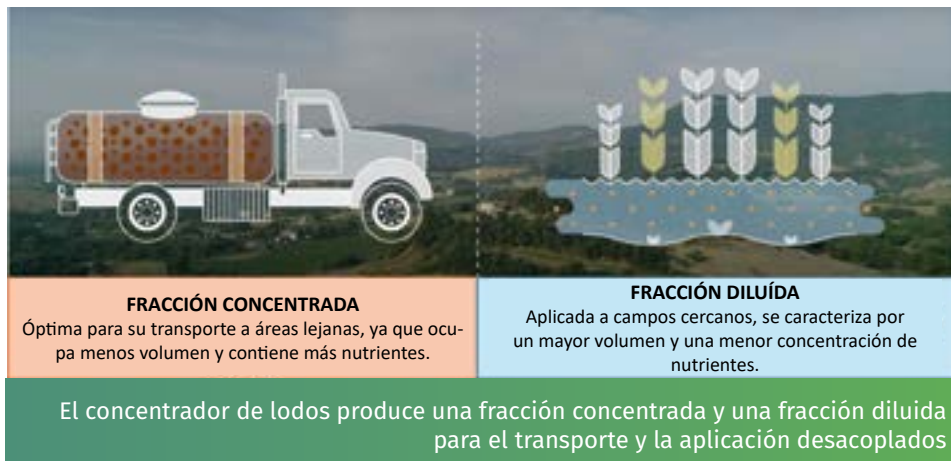 FRACCIÓN CONCENTRADA
Óptima para su transporte a áreas lejanas, ya que ocu-
pa menos volumen y contiene más nutrientes.
FRACCIÓN DILUÍDA
Aplicada a campos cercanos, se caracteriza por
un mayor volumen y una menor concentración de
nutrientes.
El concentrador de lodos produce una fracción concentrada y una fracción diluida
para el transporte y la aplicación desacoplados